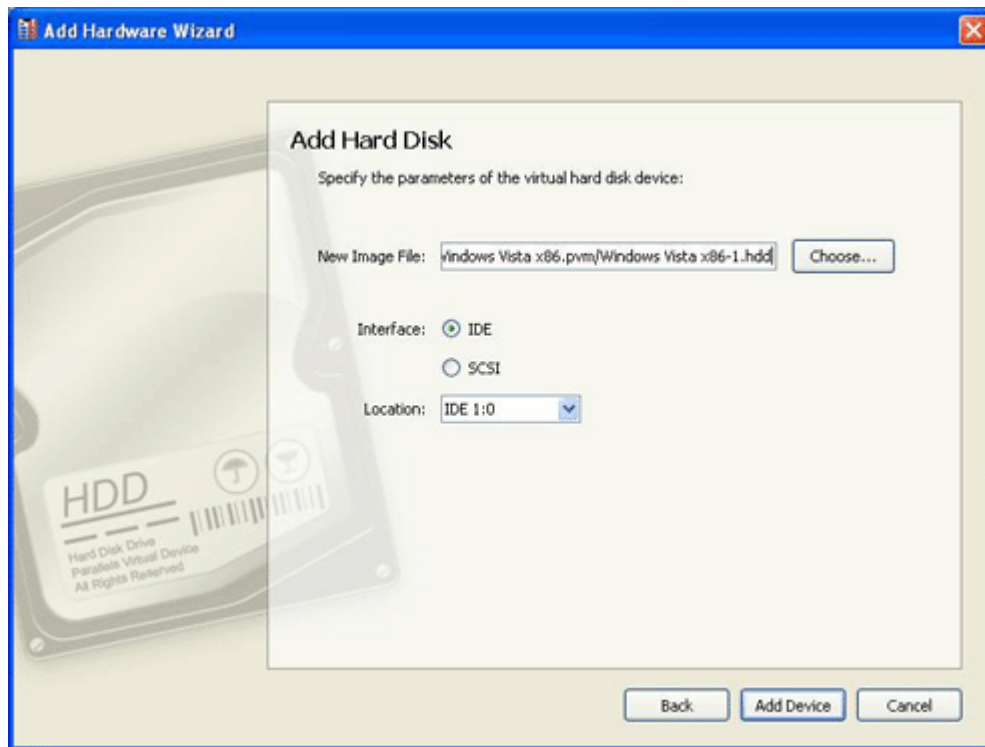 Add Hardware Wizard
Add Hard Disk
Specify the parameters of the virtual hard disk device:
New Image File: Windows Vista x86.pvm/Windows Vista x86-1.hdd Choose...
Interface: IDE
SCSI
Location: IDE 1:0
HDD
Hard Disk Drive
Parallels Virtual Device
All Rights Reserved
Back Add Device Cancel